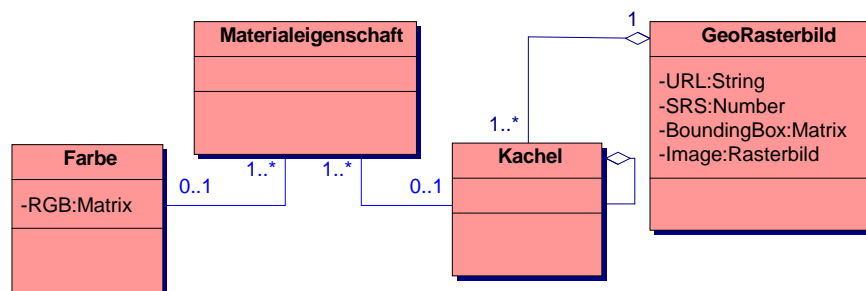 Materialeigenschaft
1
GeoRasterbild
-URL:String
-SRS:Number
-BoundingBox:Matrix
-Image:Rasterbild
1..*
Farbe
-RGB:Matrix
0..1
1..*
1..*
0..1
Kachel